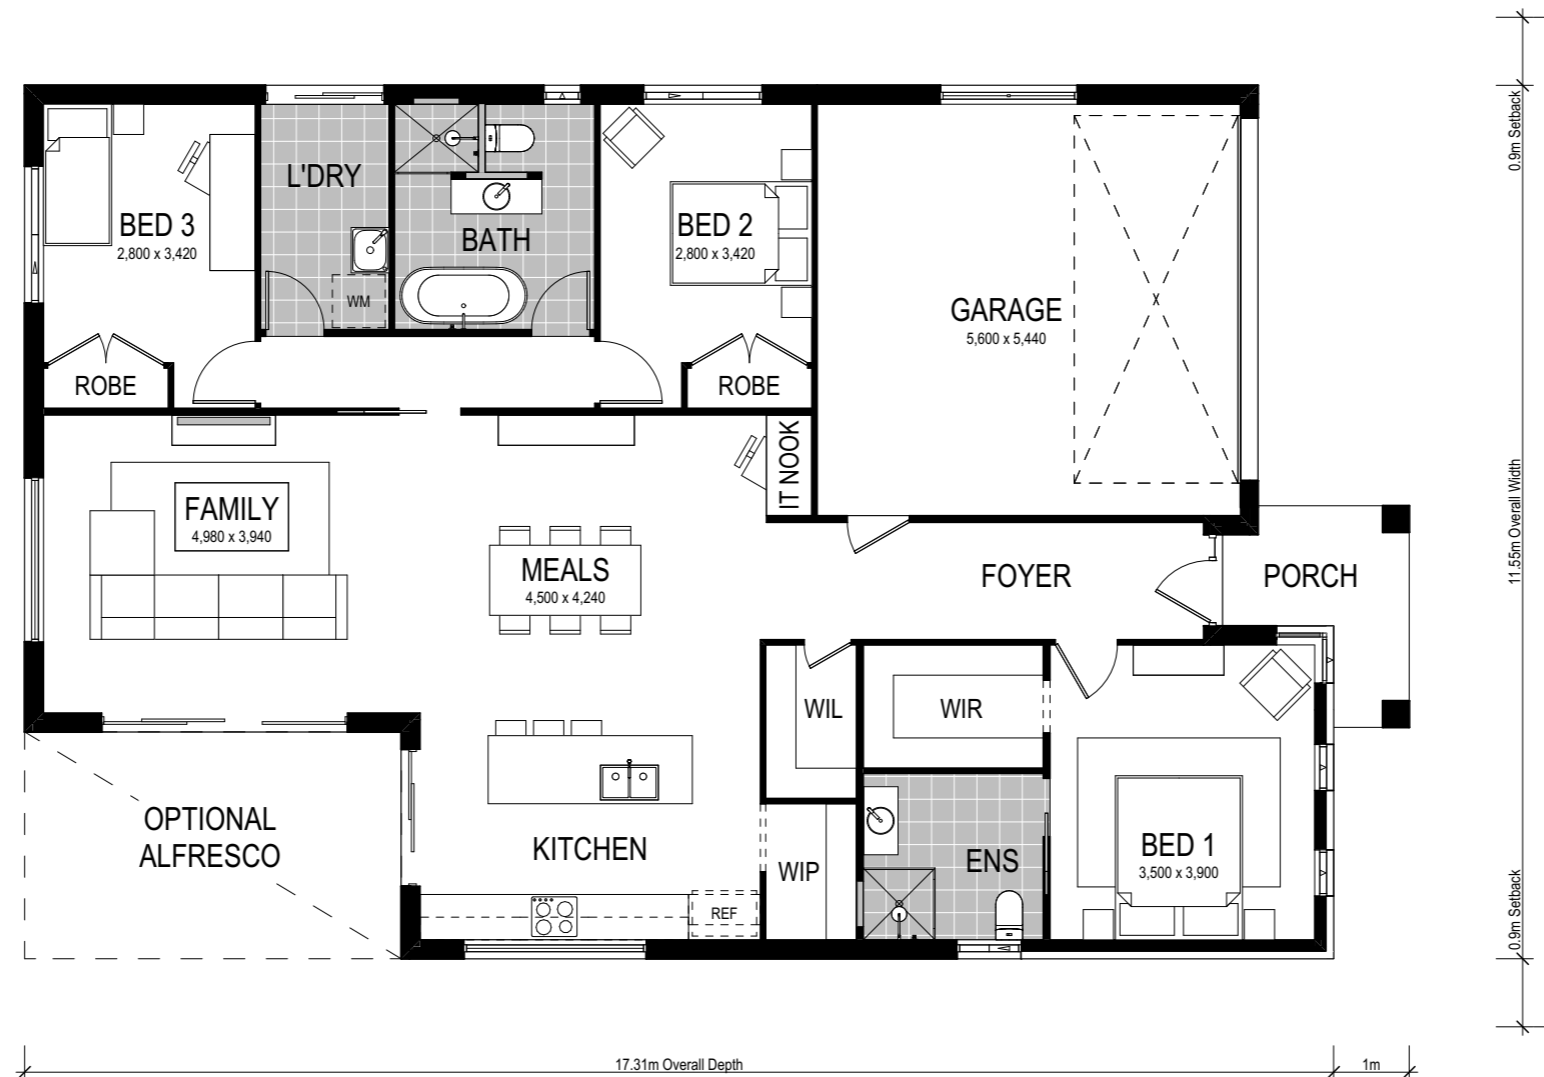 BED 3
2,800 x 3,420
L'DRY
WM
BATH
BED 2
2,800 x 3,420
GARAGE
5,600 x 5,440
ROBE
ROBE
IT NOOK
FAMILY
4,980 x 3,940
MEALS
4,500 x 4,240
FOYER
PORCH
WIL
WIR
OPTIONAL
ALFRESCO
KITCHEN
WIP
REF
ENS
BED 1
3,500 x 3,900
0.9m Setback
11.55m Overall Width
0.9m Setback
17.31m Overall Depth
1m